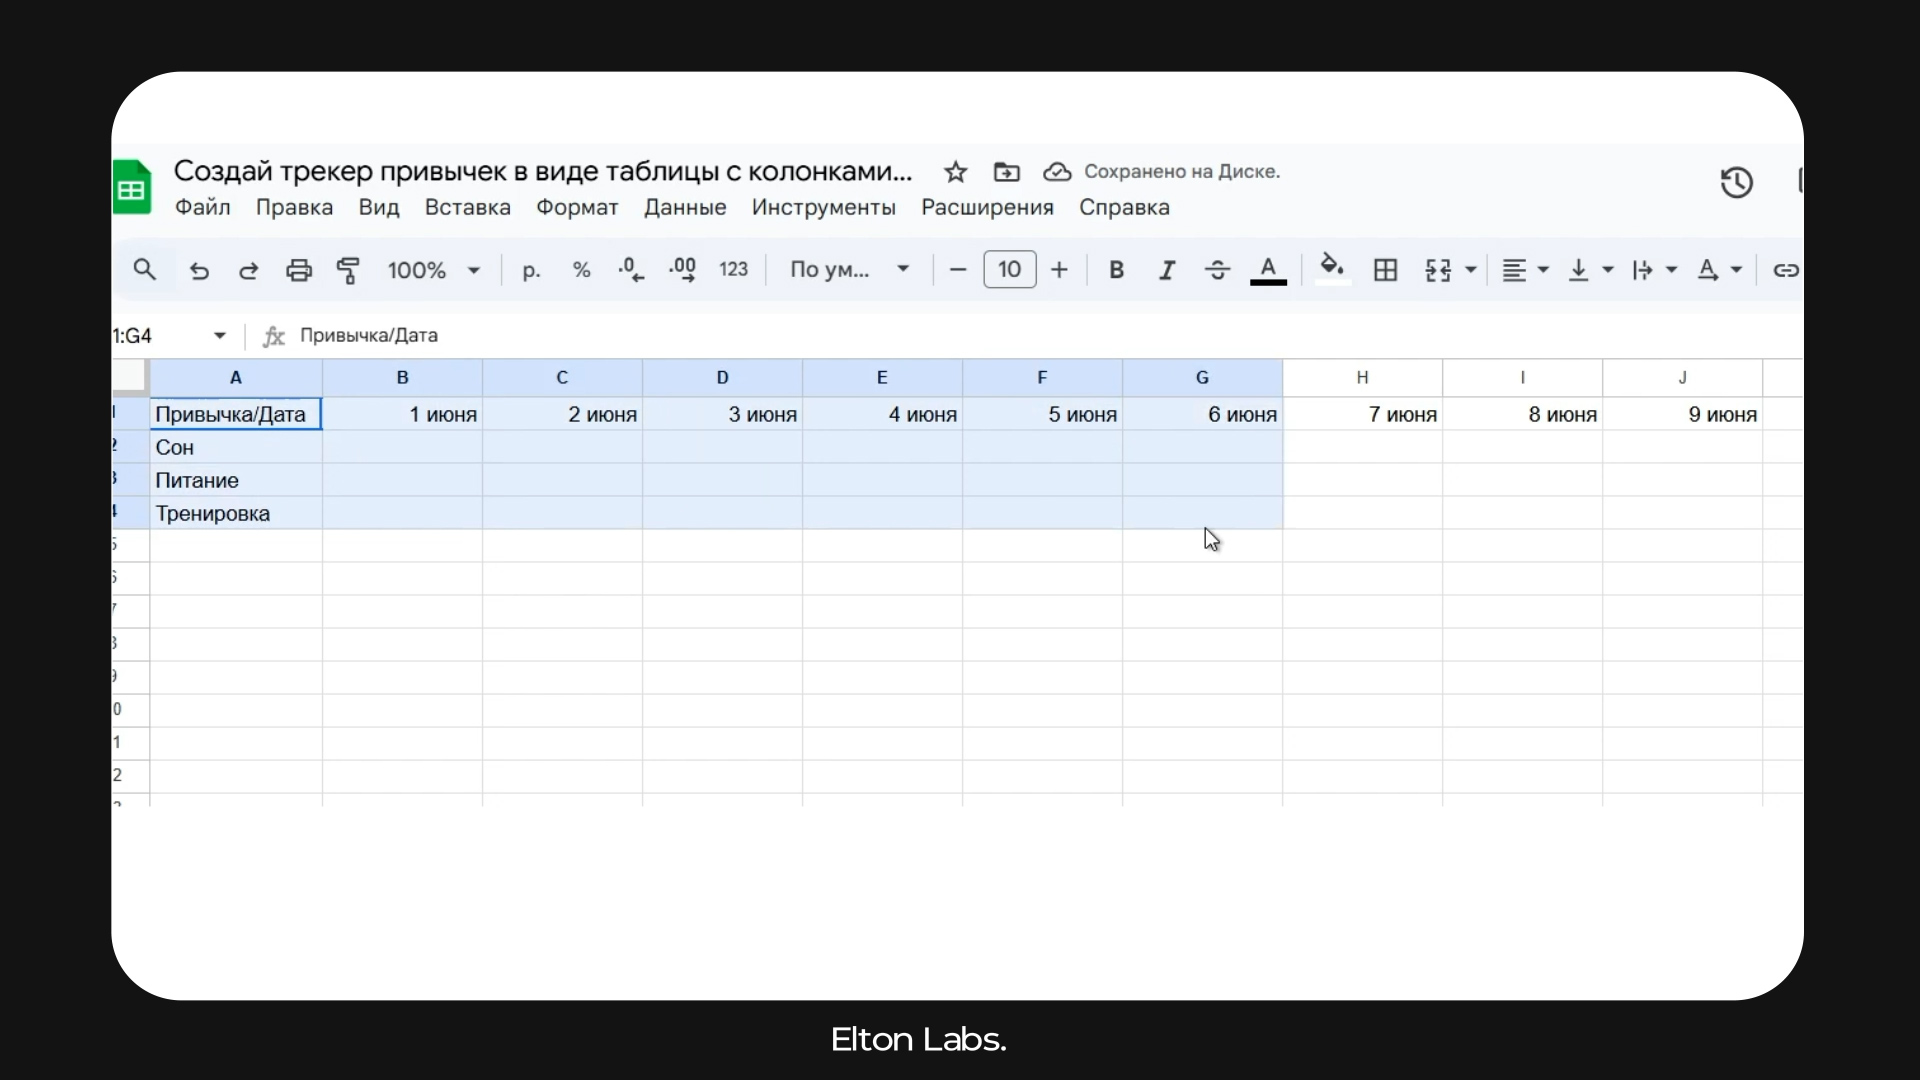 Создай трекер привычек в виде таблицы с колонками... Сохранено на Диске.
Файл Правка Вид Вставка Формат Данные Инструменты Расширения Справка
100% р. % .0 .00 123 По ум... 10 B I A A
1:G4 fx Привычка/Дата
A B C D E F G H I J
1 Привычка/Дата 1 июня 2 июня 3 июня 4 июня 5 июня 6 июня 7 июня 8 июня 9 июня
2 Сон
3 Питание
4 Тренировка
5
6
7
8
9
0
1
2
Elton Labs.